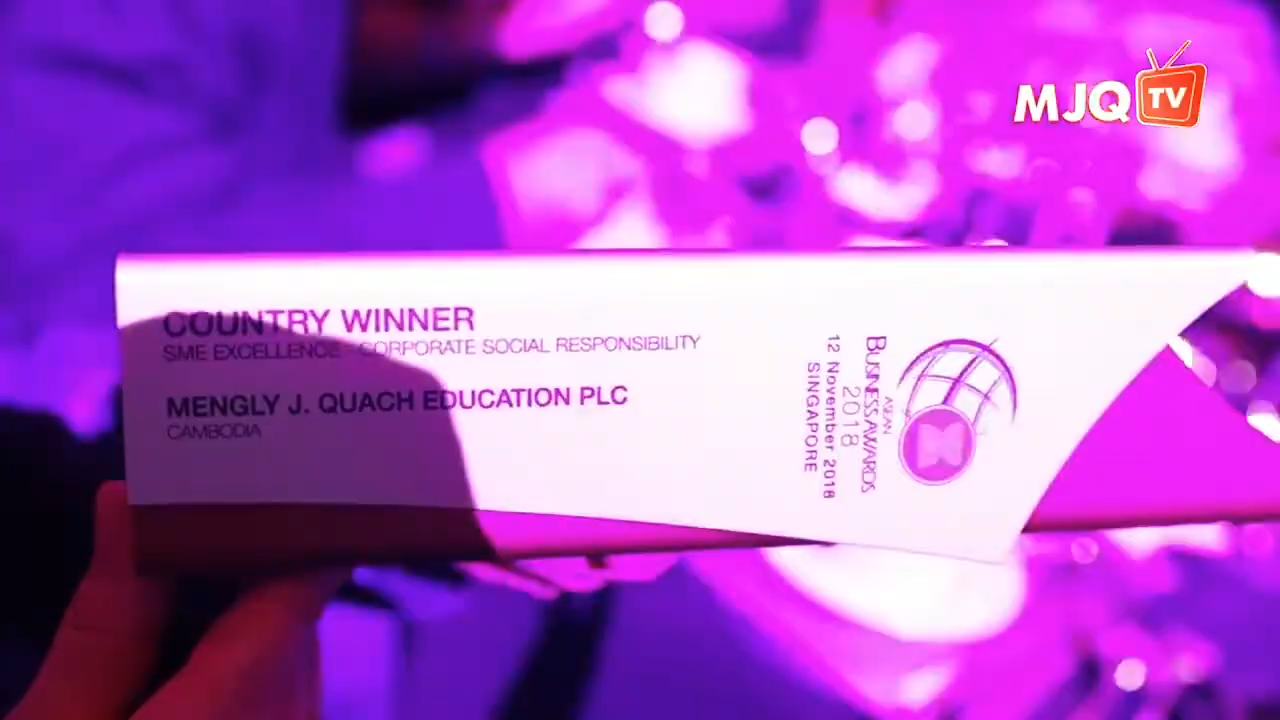 MJQ TV
COUNTRY WINNER
SME EXCELLENCE - CORPORATE SOCIAL RESPONSIBILITY
MENGLY J. QUACH EDUCATION PLC
CAMBODIA
ASEAN
BUSINESS AWARDS
2018
12 November 2018
SINGAPORE